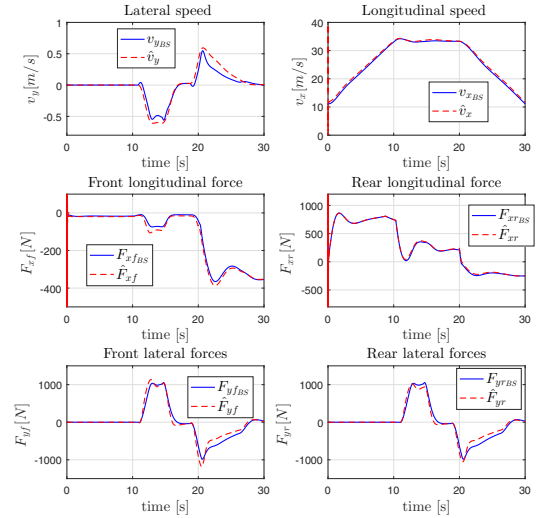 Lateral speed
v_y[m/s]
0.5
0
-0.5
v_{y_{BS}}
v̂_y
0 10 20 30
time [s]
Longitudinal speed
v_x[m/s]
40
30
20
10
0
v_{x_{BS}}
v̂_x
0 10 20 30
time [s]
Front longitudinal force
F_{xf}[N]
0
-200
-400
F_{xf_{BS}}
F̂_{xf}
0 10 20 30
time [s]
Rear longitudinal force
F_{xr}[N]
1000
500
0
-500
F_{xr_{BS}}
F̂_{xr}
0 10 20 30
time [s]
Front lateral forces
F_{yf}[N]
1000
0
-1000
F_{yf_{BS}}
F̂_{yf}
0 10 20 30
time [s]
Rear lateral forces
F_{yr}[N]
1000
0
-1000
F_{yr_{BS}}
F̂_{yr}
0 10 20 30
time [s]